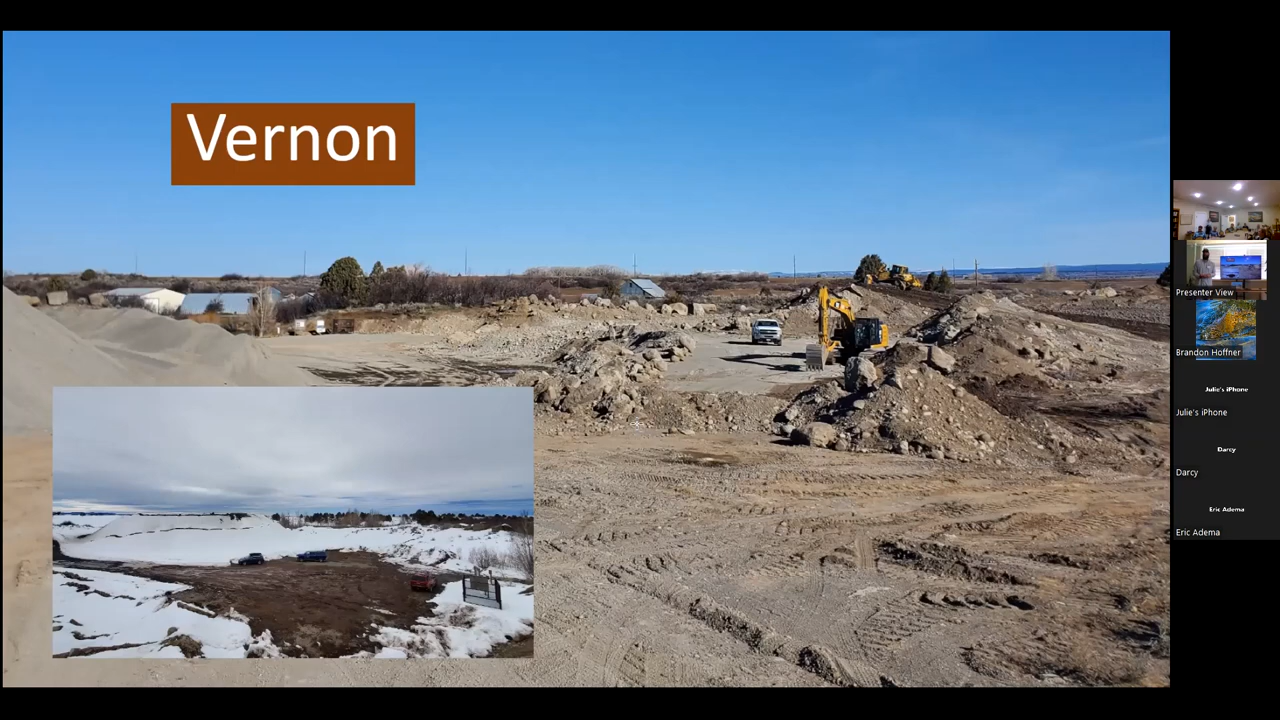 Vernon
Presenter View
Brandon Hoffner
Julie's iPhone
Julie's iPhone
Darcy
Darcy
Eric Adema
Eric Adema